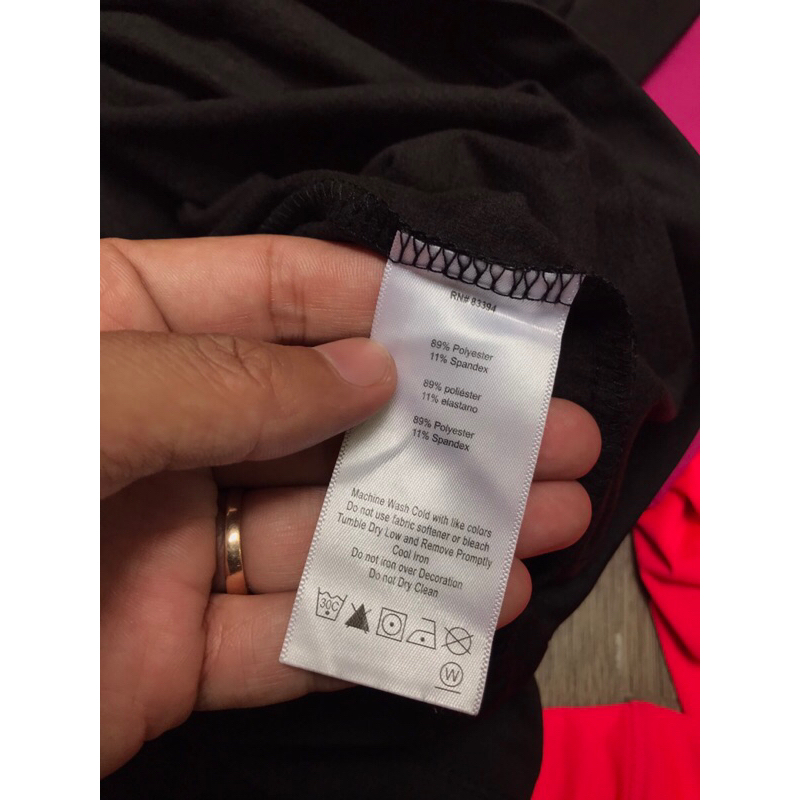 RN# 83394
89% Polyester
11% Spandex
89% poliéster
11% elastano
89% Polyester
11% Spandex
Machine Wash Cold with like colors
Do not use fabric softener or bleach
Tumble Dry Low and Remove Promptly
Cool Iron
Do not iron over Decoration
Do not Dry Clean
30C
W